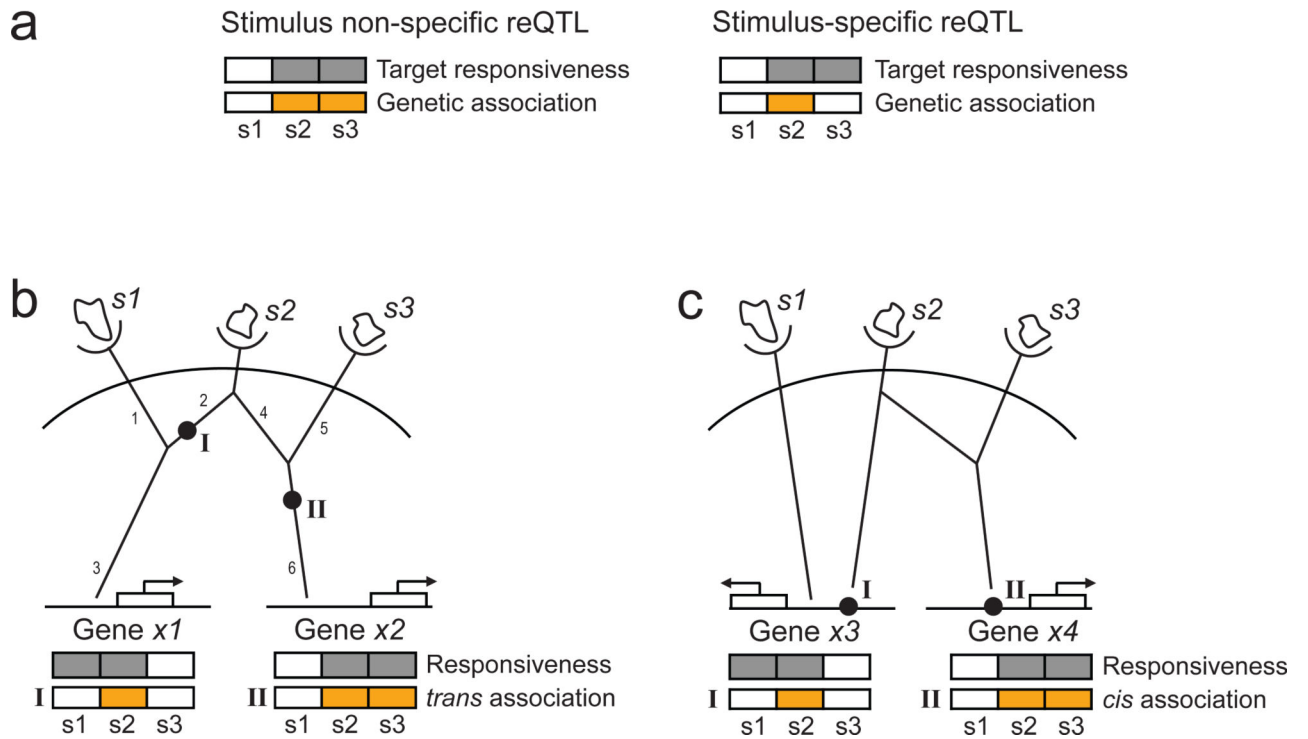 a
Stimulus non-specific reQTL
Target responsiveness
Genetic association
s1 s2 s3
Stimulus-specific reQTL
Target responsiveness
Genetic association
s1 s2 s3
b
s1 s2 s3
1 2 4 5
I
II
3 6
Gene x1 Gene x2
Responsiveness
I II trans association
s1 s2 s3 s1 s2 s3
c
s1 s2 s3
I II
Gene x3 Gene x4
Responsiveness
I II cis association
s1 s2 s3 s1 s2 s3